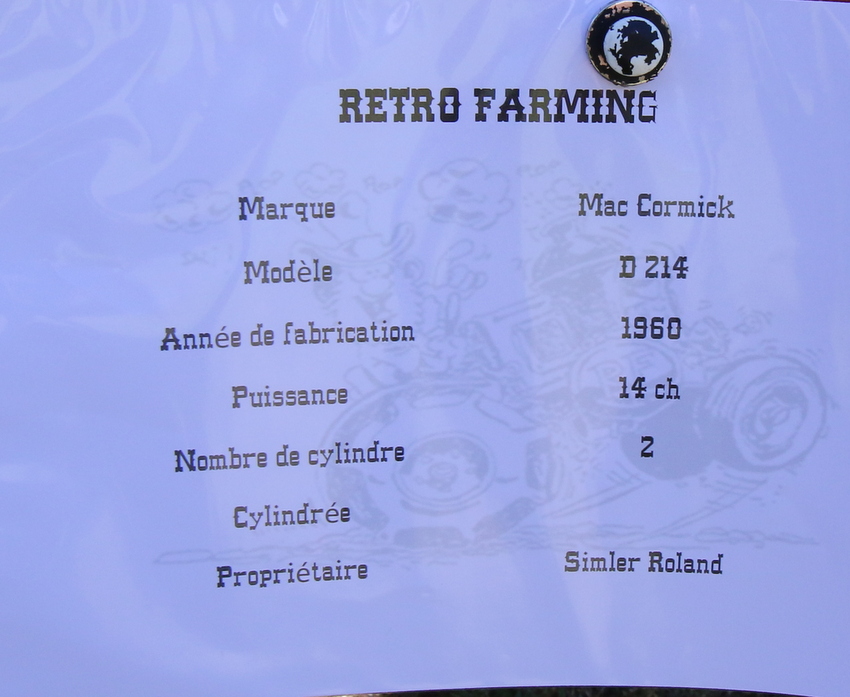 RETRO FARMING
Marque Mac Cormick
Modèle D 214
Année de fabrication 1960
Puissance 14 ch
Nombre de cylindre 2
Cylindrée
Propriétaire Simler Roland